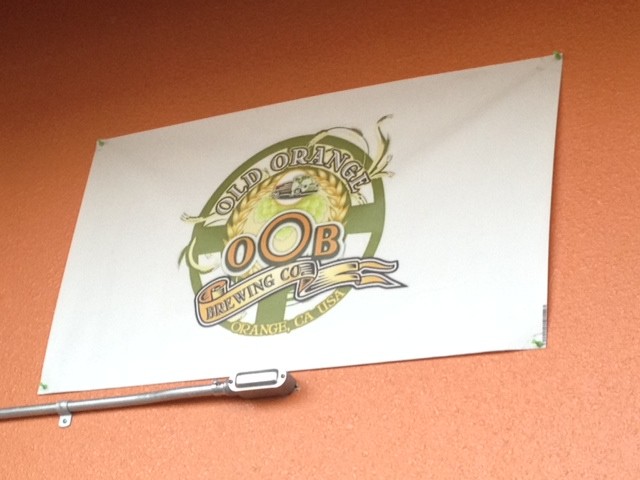 OLD ORANGE
OOB
BREWING CO
ORANGE, CA USA